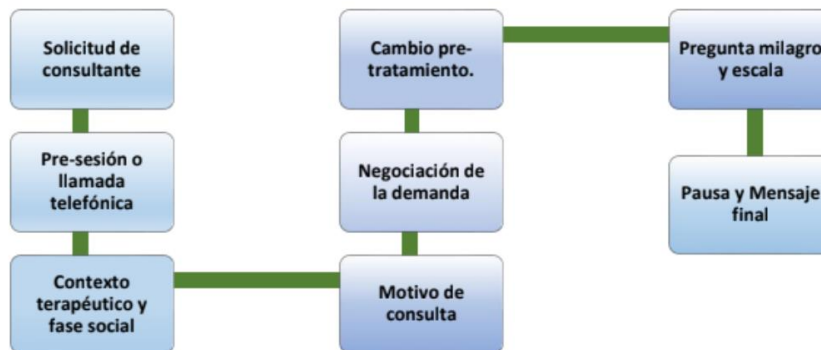 Solicitud de
consultante
Pre-sesión o
llamada
telefónica
Contexto
terapéutico y
fase social
Motivo de
consulta
Negociación de
la demanda
Cambio pre-
tratamiento.
Pregunta milagro
y escala
Pausa y Mensaje
final